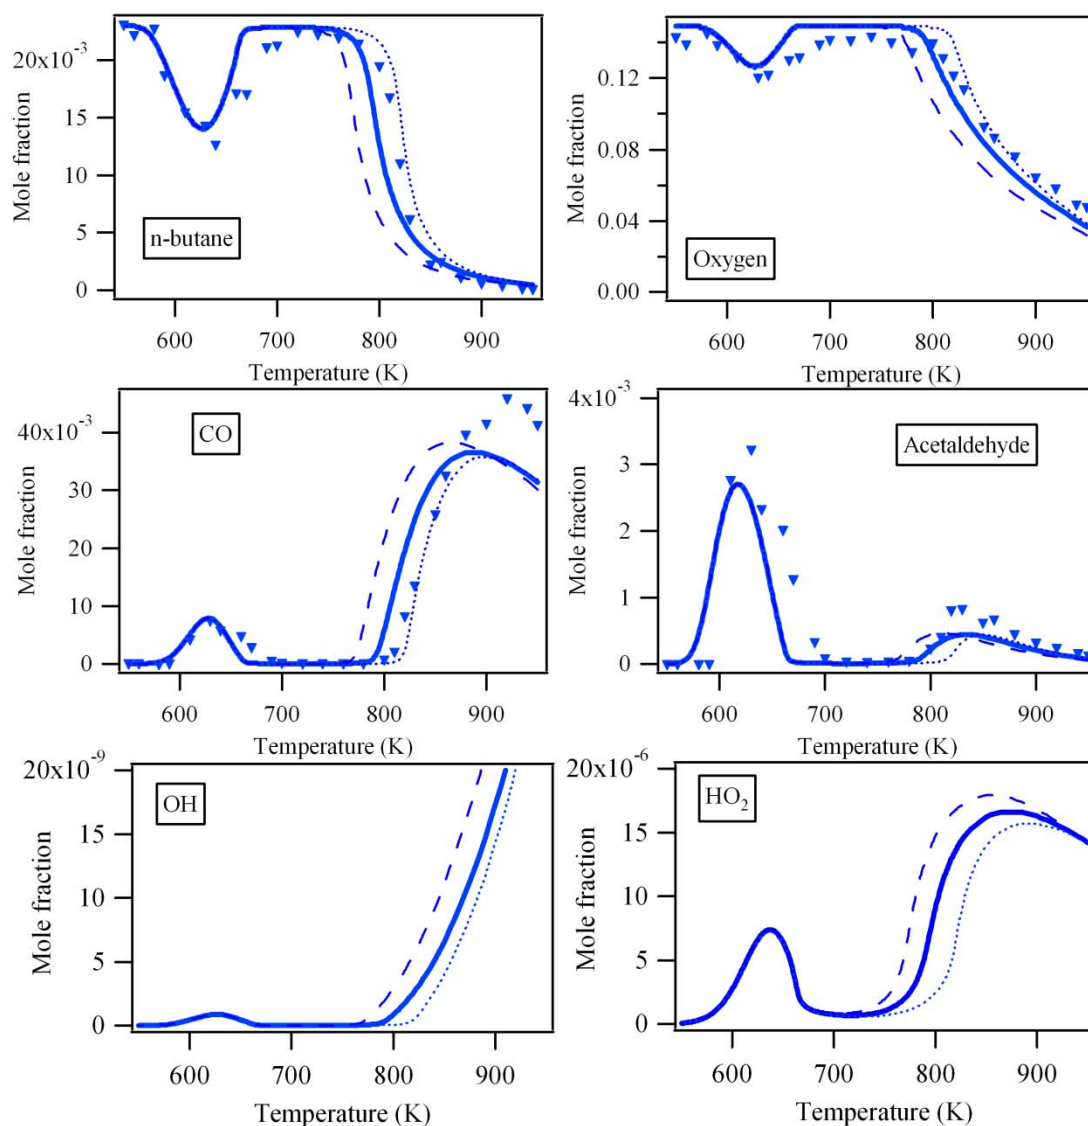 20x10-3
15
10
5
0
Mole fraction
n-butane
600 700 800 900
Temperature (K)
0.12
0.08
0.04
0.00
Mole fraction
Oxygen
600 700 800 900
Temperature (K)
40x10-3
30
20
10
0
Mole fraction
CO
600 700 800 900
Temperature (K)
4x10-3
3
2
1
0
Mole fraction
Acetaldehyde
600 700 800 900
Temperature (K)
20x10-9
15
10
5
0
Mole fraction
OH
600 700 800 900
Temperature (K)
20x10-6
15
10
5
0
Mole fraction
HO2
600 700 800 900
Temperature (K)